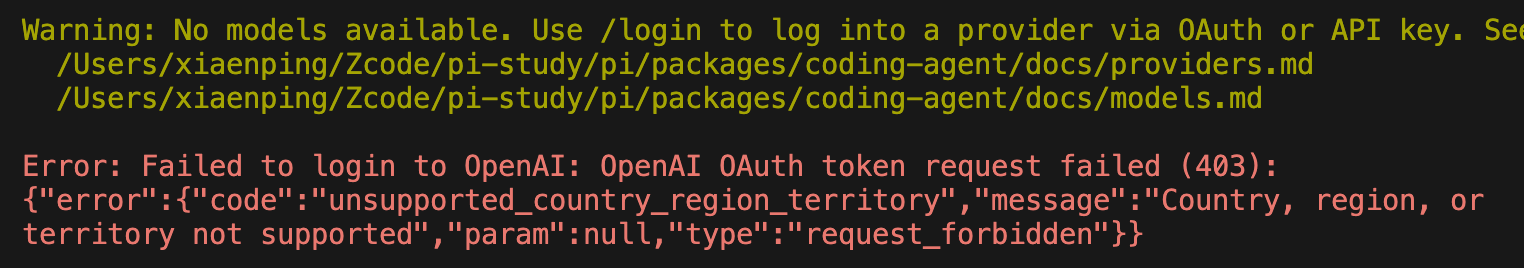 Warning: No models available. Use /login to log into a provider via OAuth or API key. See
/Users/xiaenping/Zcode/pi-study/pi/packages/coding-agent/docs/providers.md
/Users/xiaenping/Zcode/pi-study/pi/packages/coding-agent/docs/models.md
Error: Failed to login to OpenAI: OpenAI OAuth token request failed (403):
{"error":{"code":"unsupported_country_region_territory","message":"Country, region, or
territory not supported","param":null,"type":"request_forbidden"}}